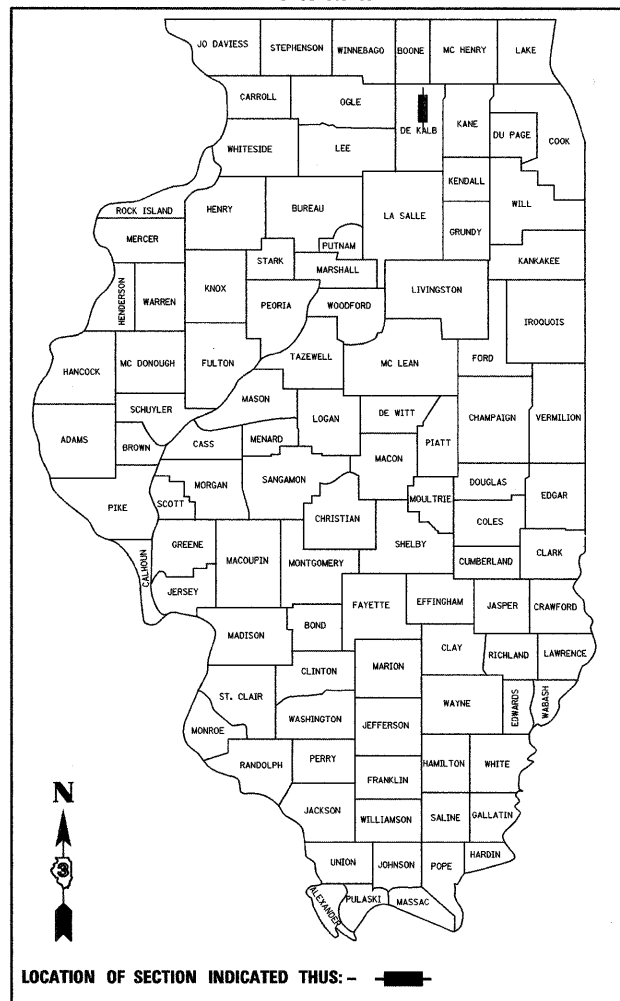 JO DAVIESS
STEPHENSON
WINNEBAGO
BOONE
MC HENRY
LAKE
CARROLL
OGLE
DE KALB
KANE
DU PAGE
COOK
WHITESIDE
LEE
KENDALL
WILL
ROCK ISLAND
HENRY
BUREAU
LA SALLE
GRUNDY
MERCER
PUTNAM
STARK
MARSHALL
KANKAKEE
HENDERSON
WARREN
KNOX
PEORIA
WOODFORD
LIVINGSTON
IROQUOIS
HANCOCK
MC DONOUGH
FULTON
TAZEWELL
MC LEAN
FORD
MASON
SCHUYLER
LOGAN
DE WITT
CHAMPAIGN
VERMILION
ADAMS
BROWN
CASS
MENARD
PIATT
MACON
MORGAN
SANGAMON
DOUGLAS
EDGAR
PIKE
SCOTT
CHRISTIAN
MOULTRIE
COLES
GREENE
MACOUPIN
MONTGOMERY
SHELBY
CUMBERLAND
CLARK
CALHOUN
JERSEY
FAYETTE
EFFINGHAM
JASPER
CRAWFORD
MADISON
BOND
CLAY
RICHLAND
LAWRENCE
CLINTON
MARION
ST. CLAIR
WAYNE
EDWARDS
WABASH
WASHINGTON
JEFFERSON
MONROE
RANDOLPH
PERRY
HAMILTON
WHITE
FRANKLIN
JACKSON
WILLIAMSON
SALINE
GALLATIN
N
3
UNION
JOHNSON
POPE
HARDIN
ALEXANDER
PULASKI
MASSAC
LOCATION OF SECTION INDICATED THUS: -